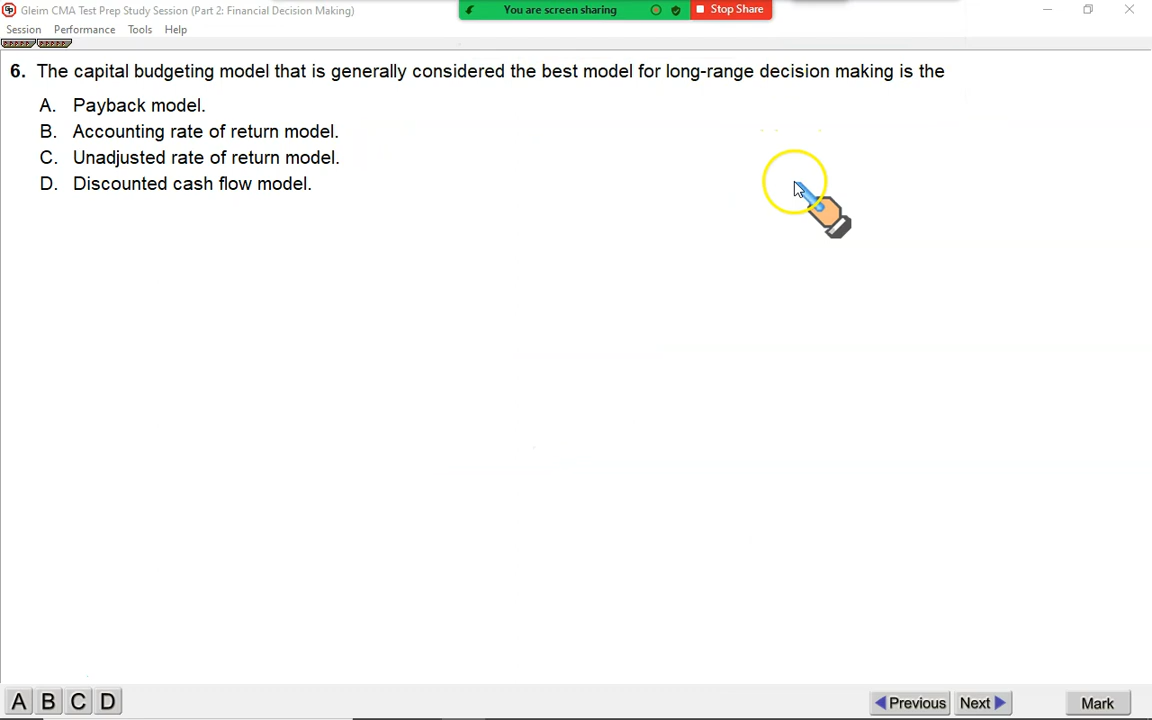 Gleim CMA Test Prep Study Session (Part 2: Financial Decision Making)
You are screen sharing
Stop Share
Session Performance Tools Help
6. The capital budgeting model that is generally considered the best model for long-range decision making is the
A. Payback model.
B. Accounting rate of return model.
C. Unadjusted rate of return model.
D. Discounted cash flow model.
A B C D
Previous Next Mark